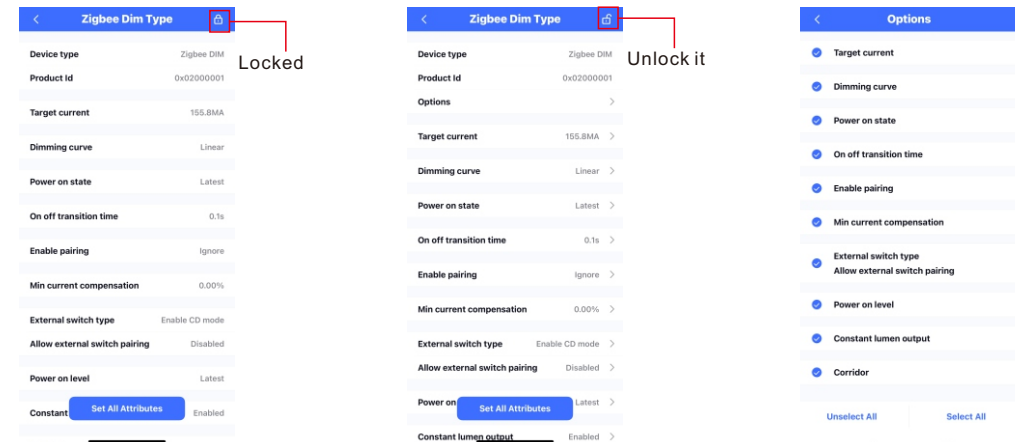 Zigbee Dim Type
Device type Zigbee DIM
Product Id 0x02000001
Target current 155.8MA
Dimming curve Linear
Power on state Latest
On off transition time 0.1s
Enable pairing Ignore
Min current compensation 0.00%
External switch type Enable CD mode
Allow external switch pairing Disabled
Power on level Latest
Constant Enabled
Set All Attributes
Locked
Zigbee Dim Type
Device type Zigbee DIM
Product Id 0x02000001
Options
Target current 155.8MA
Dimming curve Linear
Power on state Latest
On off transition time 0.1s
Enable pairing Ignore
Min current compensation 0.00%
External switch type Enable CD mode
Allow external switch pairing Disabled
Power on Latest
Set All Attributes
Constant lumen output Enabled
Unlock it
Options
Target current
Dimming curve
Power on state
On off transition time
Enable pairing
Min current compensation
External switch type
Allow external switch pairing
Power on level
Constant lumen output
Corridor
Unselect All Select All